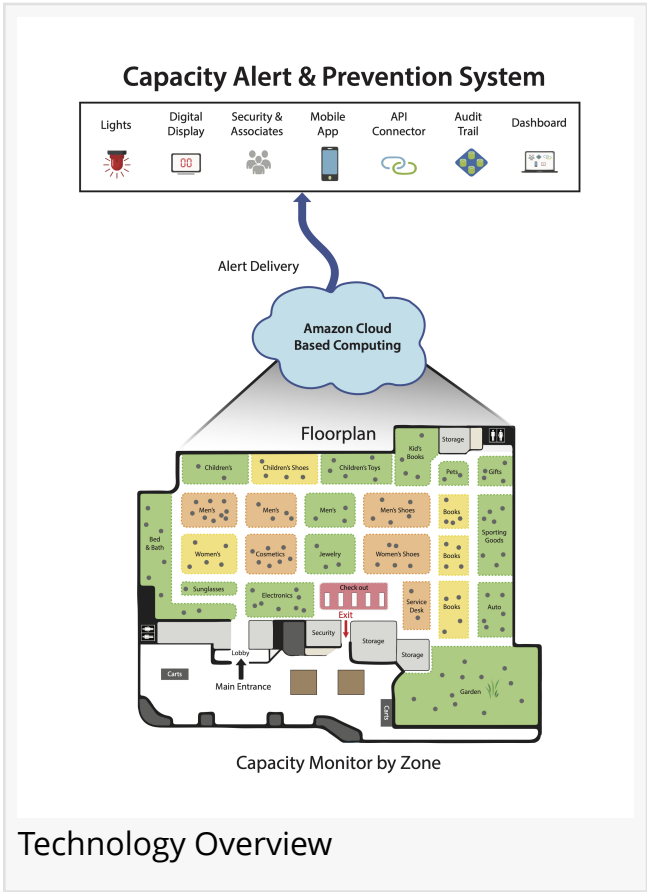 Capacity Alert & Prevention System
Lights
Digital
Display
00
Security &
Associates
Mobile
App
API
Connector
Audit
Trail
Dashboard
Alert Delivery
Amazon Cloud
Based Computing
Floorplan
Kid's
Books
Storage
Children's
Children's Shoes
Children's Toys
Pets
Gifts
Men's
Men's
Men's
Men's Shoes
Books
Sporting
Goods
Bed
& Bath
Women's
Cosmetics
Jewelry
Women's Shoes
Books
Sunglasses
Electronics
Check out
Service
Desk
Books
Auto
Exit
Security
Storage
Storage
Lobby
Carts
Main Entrance
Garden
Carts
Capacity Monitor by Zone
Technology Overview